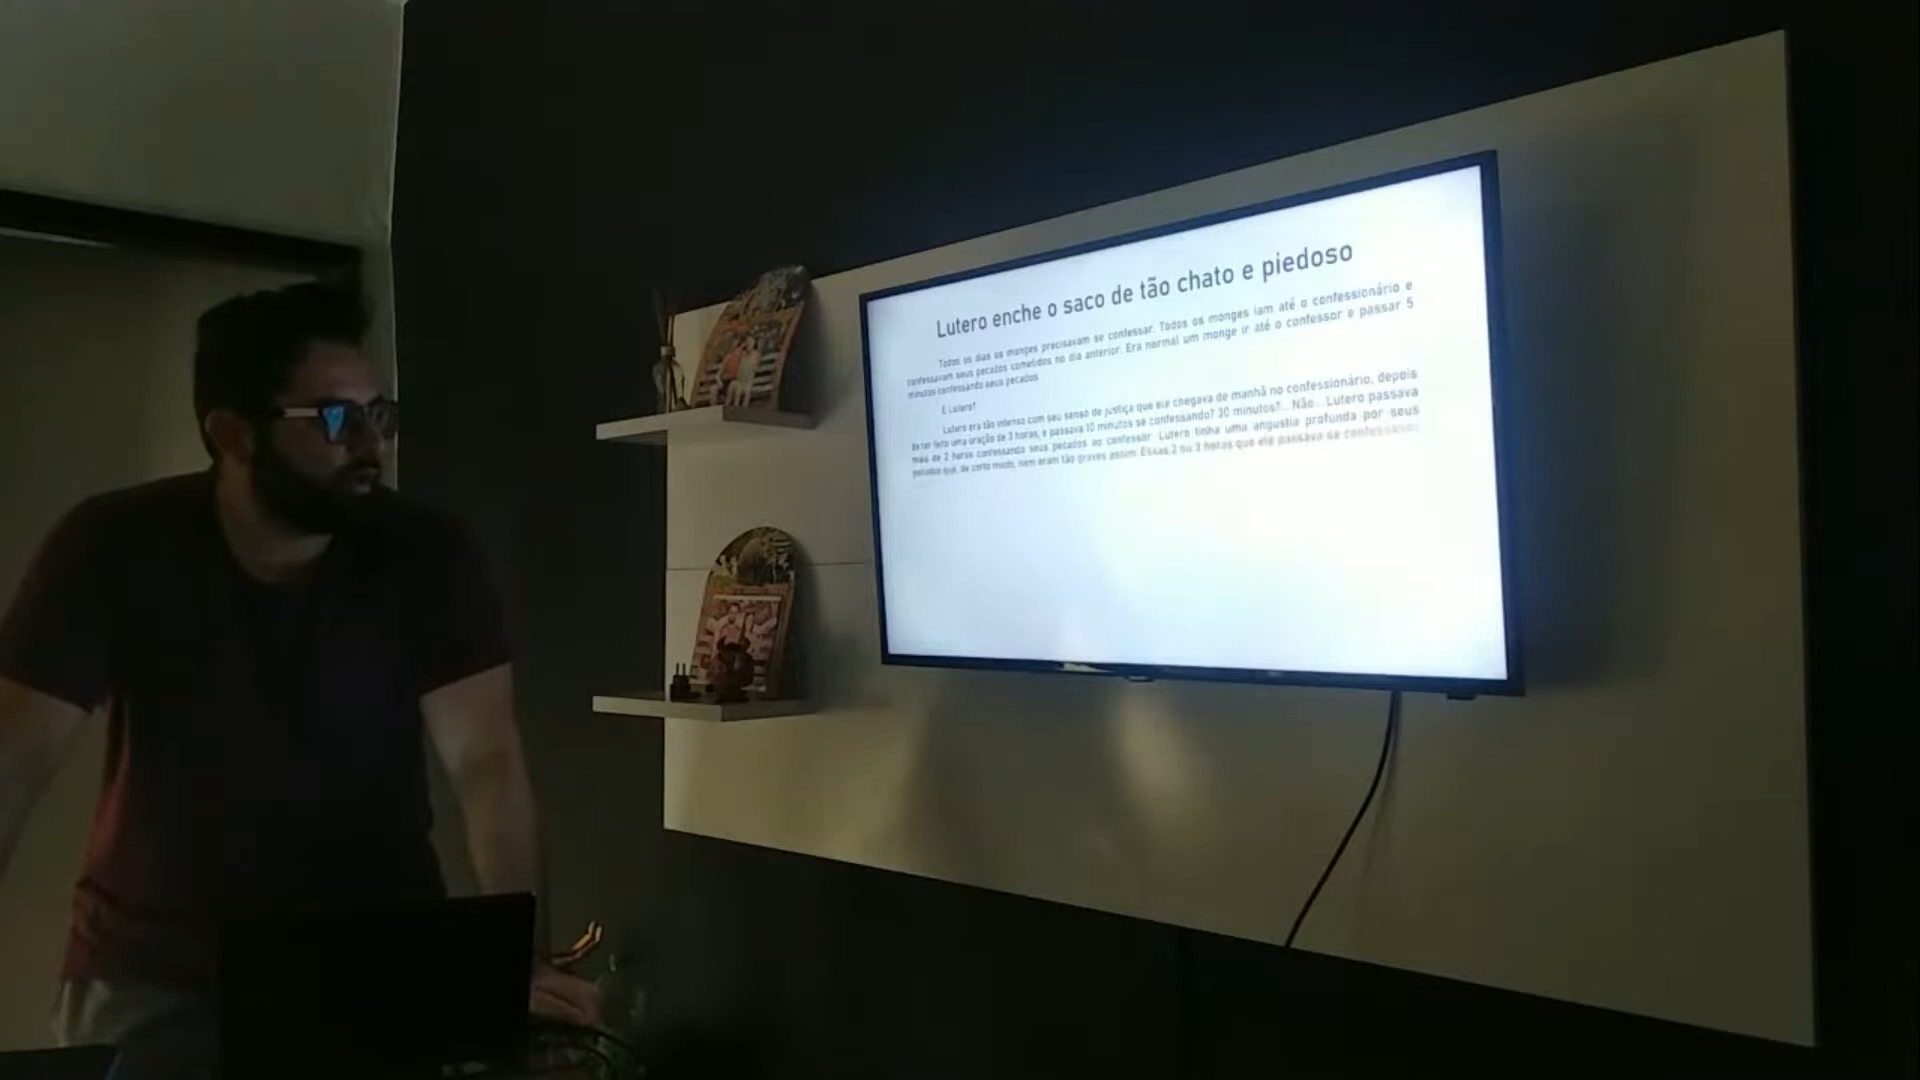 Lutero enche o saco de tão chato e piedoso
Todos os dias os monges precisavam se confessar. Todos os monges iam até o confessionário e
confessavam seus pecados cometidos no dia anterior. Era normal um monge ir até o confessor e passar 5
minutos confessando seus pecados.
E Lutero?
Lutero era tão intenso com seu senso de justiça que ele chegava de manhã no confessionário, depois
de ter feito uma oração de 3 horas, e passava 10 minutos se confessando? 30 minutos?... Não... Lutero passava
mais de 2 horas confessando seus pecados ao confessor. Lutero tinha uma angustia profunda por seus
pecados que, de certo modo, nem eram tão graves assim. Essas 2 ou 3 horas que ele passava se confessando